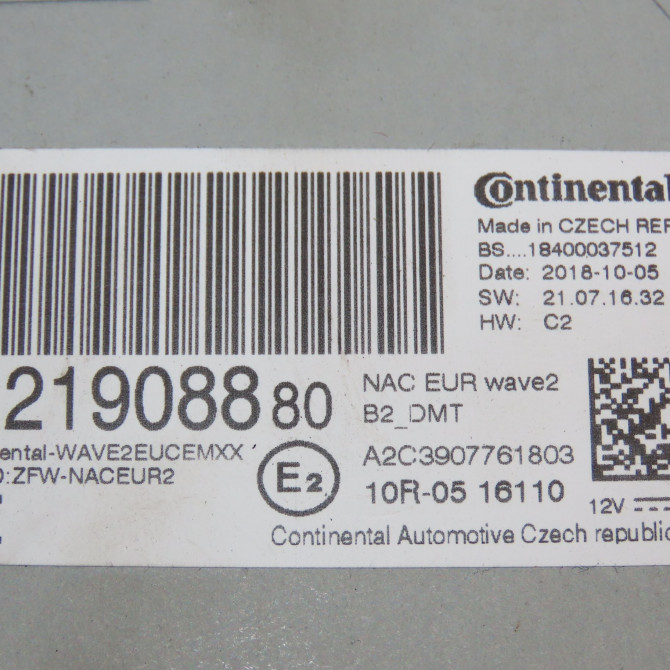 Continental
Made in CZECH REP
BS....18400037512
Date: 2018-10-05
SW: 21.07.16.32
HW: C2
21908880
NAC EUR wave2
B2_DMT
ental-WAVE2EUCEMXX
:ZFW-NACEUR2
E2
A2C3907761803
10R-05 16110
12V
Continental Automotive Czech republic